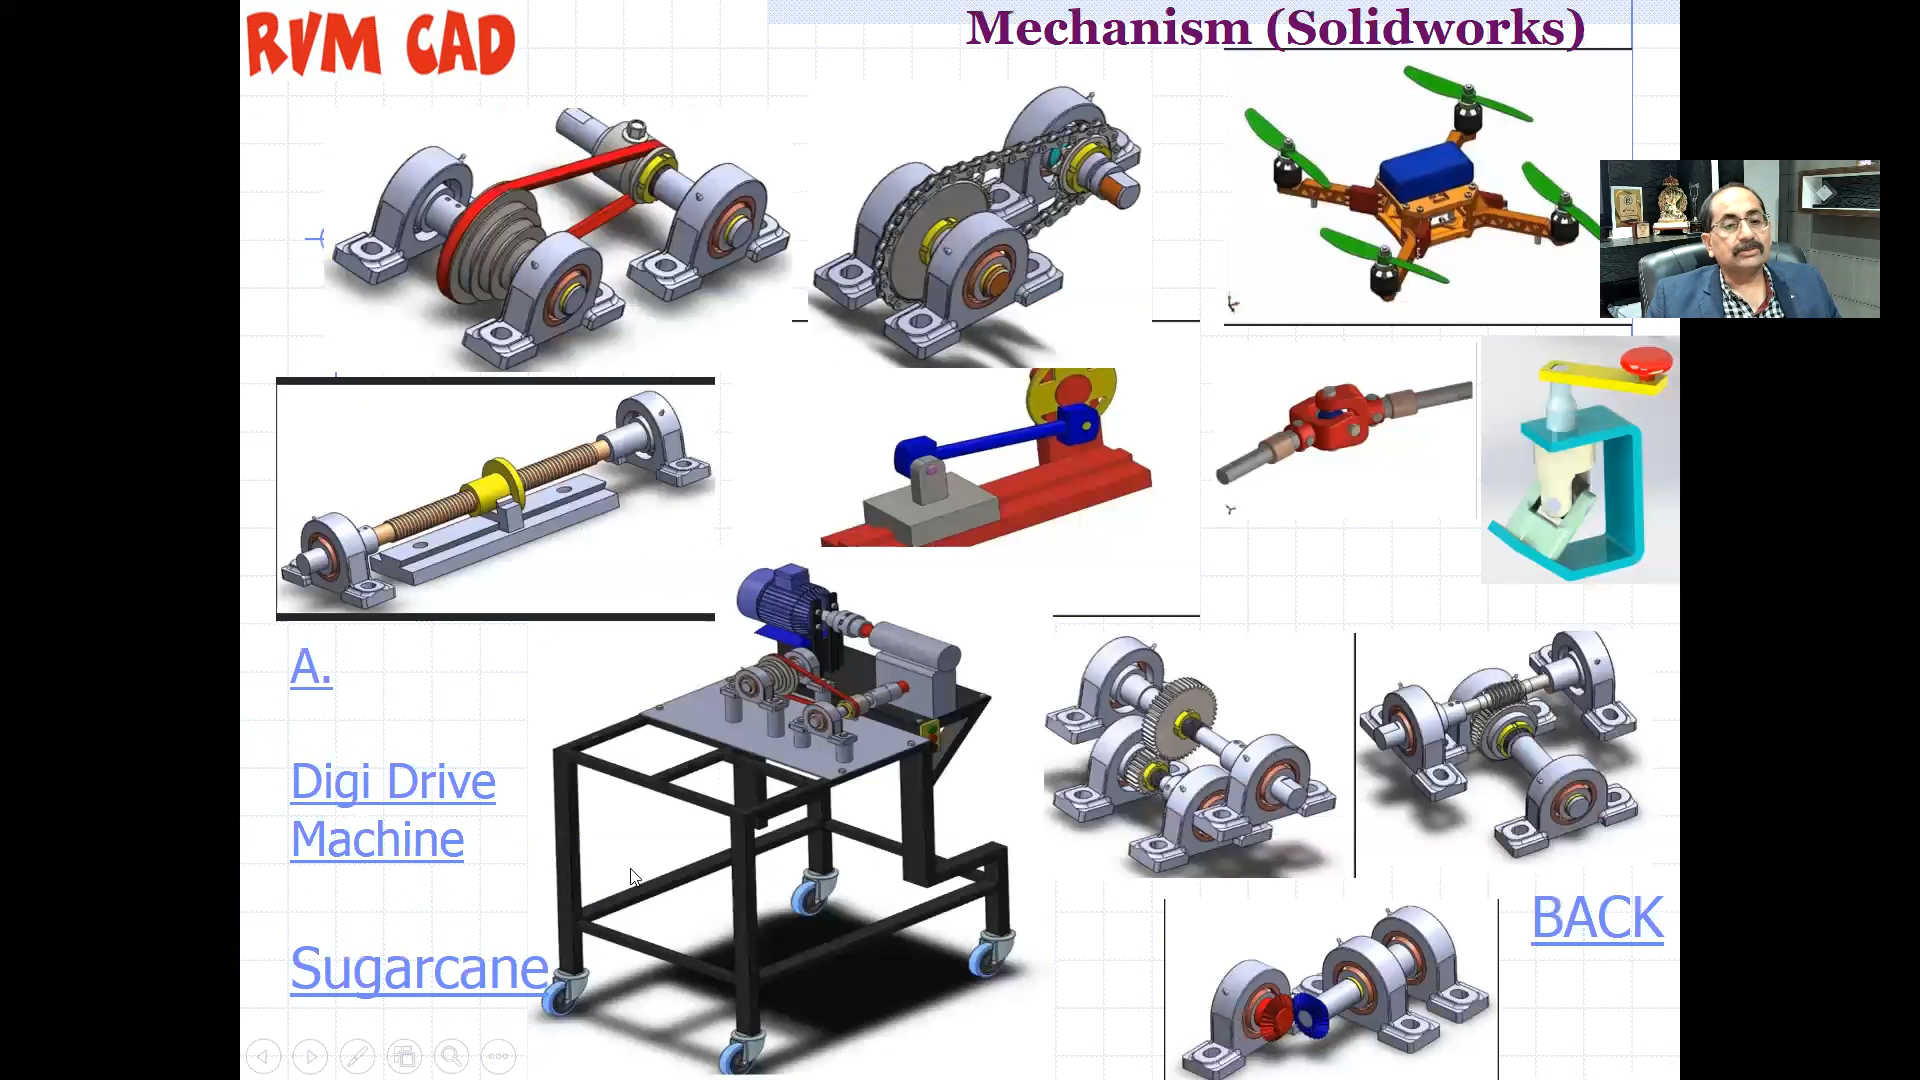 RVM CAD
Mechanism (Solidworks)
A.
Digi Drive
Machine
Sugarcane
BACK